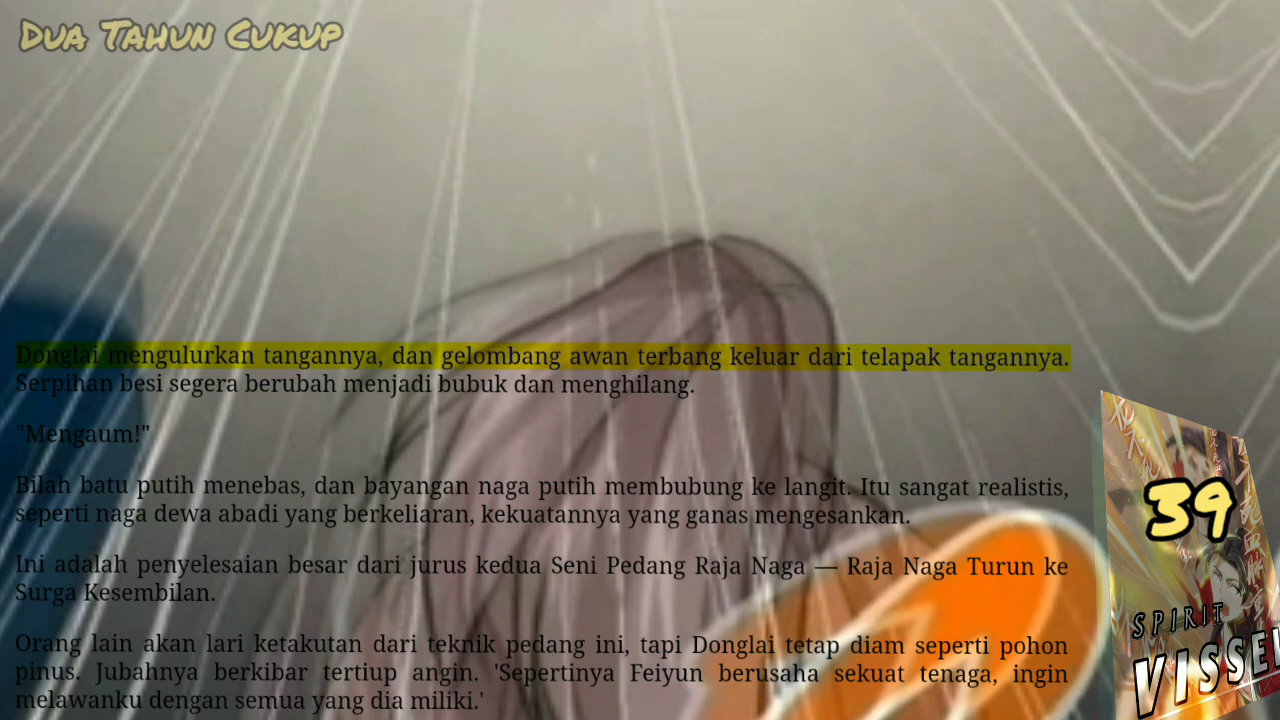 Dua Tahun Cukup
Donglai mengulurkan tangannya, dan gelombang awan terbang keluar dari telapak tangannya.
Serpihan besi segera berubah menjadi bubuk dan menghilang.
"Mengaum!"
Bilah batu putih menebas, dan bayangan naga putih membubung ke langit. Itu sangat realistis,
seperti naga dewa abadi yang berkeliaran, kekuatannya yang ganas mengesankan.
Ini adalah penyelesaian besar dari jurus kedua Seni Pedang Raja Naga — Raja Naga Turun ke
Surga Kesembilan.
Orang lain akan lari ketakutan dari teknik pedang ini, tapi Donglai tetap diam seperti pohon
pinus. Jubahnya berkibar tertiup angin. 'Sepertinya Feiyun berusaha sekuat tenaga, ingin
melawanku dengan semua yang dia miliki.'
39
SPIRIT
VISSEL